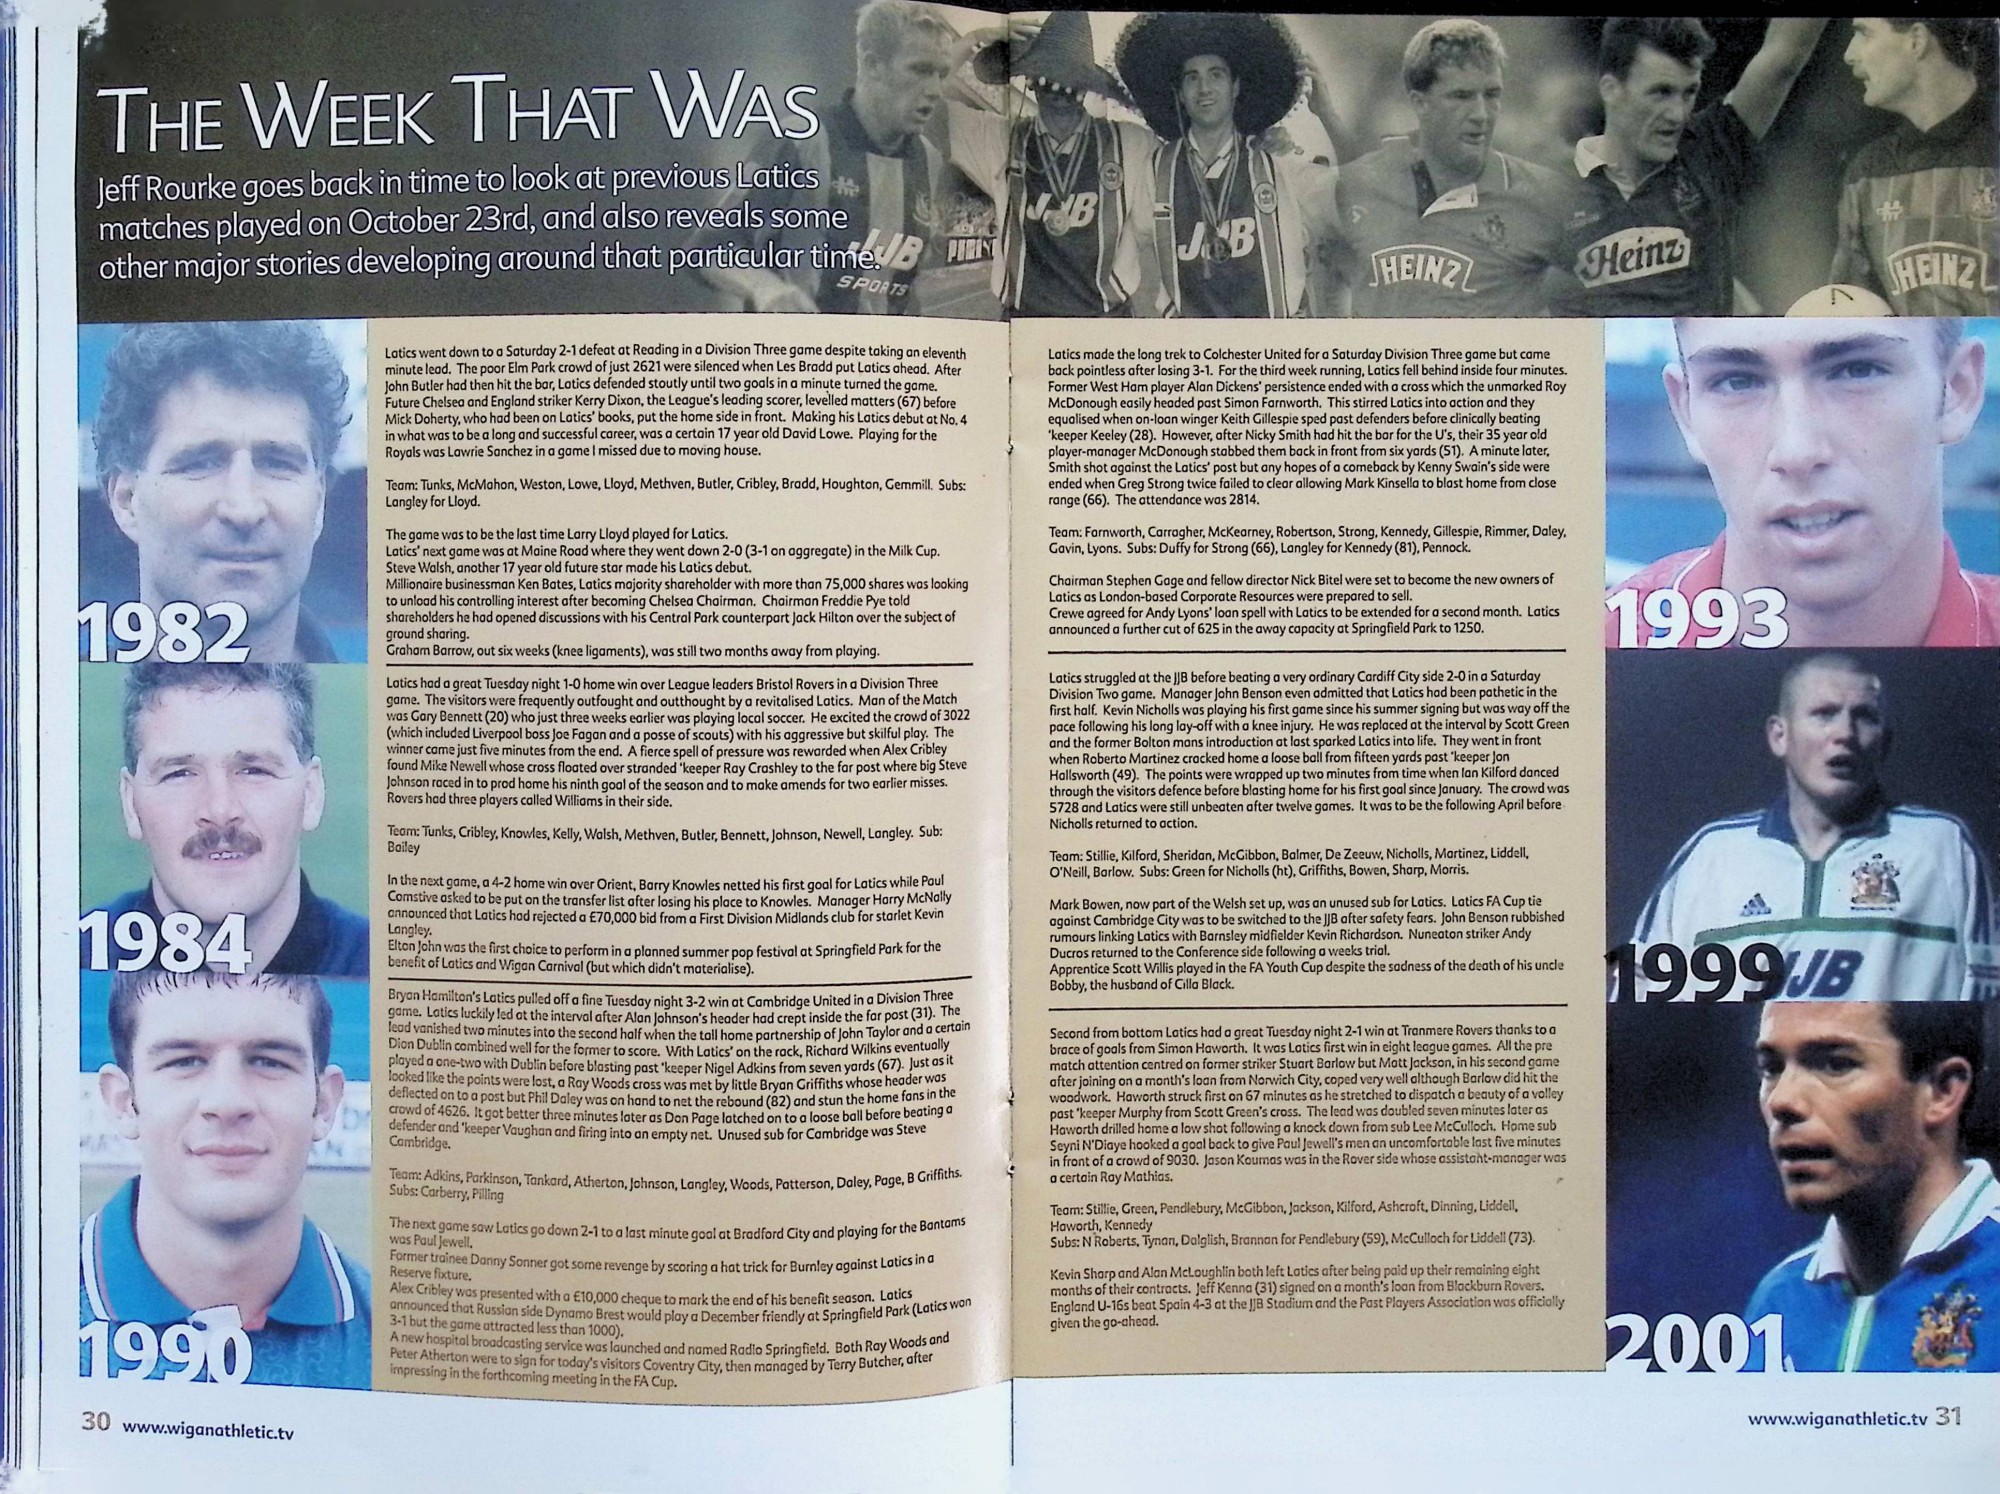 THE WEEK THAT WAS
Jeff Rourke goes back in time to look at previous Latics
matches played on October 23rd, and also reveals some
other major stories developing around that particular time.
JJB
SPORTS
JJB
JJB
HEINZ
Heinz
HEINZ
1982
Latics went down to a Saturday 2-1 defeat at Reading in a Division Three game despite taking an eleventh
minute lead. The poor Elm Park crowd of just 2621 were silenced when Les Bradd put Latics ahead. After
John Butler had then hit the bar, Latics defended stoutly until two goals in a minute turned the game.
Future Chelsea and England striker Kerry Dixon, the League's leading scorer, levelled matters (67) before
Mick Doherty, who had been on Latics' books, put the home side in front. Making his Latics debut at No. 4
in what was to be a long and successful career, was a certain 17 year old David Lowe. Playing for the
Royals was Lawrie Sanchez in a game I missed due to moving house.
Team: Tunks, McMahon, Weston, Lowe, Lloyd, Methven, Butler, Cribley, Bradd, Houghton, Gemmill. Subs:
Langley for Lloyd.
The game was to be the last time Larry Lloyd played for Latics.
Latics' next game was at Maine Road where they went down 2-0 (3-1 on aggregate) in the Milk Cup.
Steve Walsh, another 17 year old future star made his Latics debut.
Millionaire businessman Ken Bates, Latics majority shareholder with more than 75,000 shares was looking
to unload his controlling interest after becoming Chelsea Chairman. Chairman Freddie Pye told
shareholders he had opened discussions with his Central Park counterpart Jack Hilton over the subject of
ground sharing.
Graham Barrow, out six weeks (knee ligaments), was still two months away from playing.
1984
Latics had a great Tuesday night 1-0 home win over League leaders Bristol Rovers in a Division Three
game. The visitors were frequently outfought and outthought by a revitalised Latics. Man of the Match
was Gary Bennett (20) who just three weeks earlier was playing local soccer. He excited the crowd of 3022
(which included Liverpool boss Joe Fagan and a posse of scouts) with his aggressive but skilful play. The
winner came just five minutes from the end. A fierce spell of pressure was rewarded when Alex Cribley
found Mike Newell whose cross floated over stranded 'keeper Ray Crashley to the far post where big Steve
Johnson raced in to prod home his ninth goal of the season and to make amends for two earlier misses.
Rovers had three players called Williams in their side.
Team: Tunks, Cribley, Knowles, Kelly, Walsh, Methven, Butler, Bennett, Johnson, Newell, Langley. Sub:
Bailey
In the next game, a 4-2 home win over Orient, Barry Knowles netted his first goal for Latics while Paul
Comstive asked to be put on the transfer list after losing his place to Knowles. Manager Harry McNally
announced that Latics had rejected a £70,000 bid from a First Division Midlands club for starlet Kevin
Langley.
Elton John was the first choice to perform in a planned summer pop festival at Springfield Park for the
benefit of Latics and Wigan Carnival (but which didn't materialise).
1990
Bryan Hamilton's Latics pulled off a fine Tuesday night 3-2 win at Cambridge United in a Division Three
game. Latics luckily led at the interval after Alan Johnson's header had crept inside the far post (31). The
lead vanished two minutes into the second half when the tall home partnership of John Taylor and a certain
Dion Dublin combined well for the former to score. With Latics' on the rack, Richard Wilkins eventually
played a one-two with Dublin before blasting past 'keeper Nigel Adkins from seven yards (67). Just as it
looked like the points were lost, a Ray Woods cross was met by little Bryan Griffiths whose header was
deflected on to a post but Phil Daley was on hand to net the rebound (82) and stun the home fans in the
crowd of 4626. It got better three minutes later as Don Page latched on to a loose ball before beating a
defender and 'keeper Vaughan and firing into an empty net. Unused sub for Cambridge was Steve
Cambridge.
Team: Adkins, Parkinson, Tankard, Atherton, Johnson, Langley, Woods, Patterson, Daley, Page, B Griffiths.
Subs: Carberry, Pilling
The next game saw Latics go down 2-1 to a last minute goal at Bradford City and playing for the Bantams
was Paul Jewell.
Former trainee Danny Sonner got some revenge by scoring a hat trick for Burnley against Latics in a
Reserve fixture.
Alex Cribley was presented with a £10,000 cheque to mark the end of his benefit season. Latics
announced that Russian side Dynamo Brest would play a December friendly at Springfield Park (Latics won
3-1 but the game attracted less than 1000).
A new hospital broadcasting service was launched and named Radio Springfield. Both Ray Woods and
Peter Atherton were to sign for today's visitors Coventry City, then managed by Terry Butcher, after
impressing in the forthcoming meeting in the FA Cup.
30 www.wiganathletic.tv
Latics made the long trek to Colchester United for a Saturday Division Three game but came
back pointless after losing 3-1. For the third week running, Latics fell behind inside four minutes.
Former West Ham player Alan Dickens' persistence ended with a cross which the unmarked Roy
McDonough easily headed past Simon Farnworth. This stirred Latics into action and they
equalised when on-loan winger Keith Gillespie sped past defenders before clinically beating
'keeper Keeley (28). However, after Nicky Smith had hit the bar for the U's, their 35 year old
player-manager McDonough stabbed them back in front from six yards (51). A minute later,
Smith shot against the Latics' post but any hopes of a comeback by Kenny Swain's side were
ended when Greg Strong twice failed to clear allowing Mark Kinsella to blast home from close
range (66). The attendance was 2814.
Team: Farnworth, Carragher, McKearney, Robertson, Strong, Kennedy, Gillespie, Rimmer, Daley,
Gavin, Lyons. Subs: Duffy for Strong (66), Langley for Kennedy (81), Pennock.
Chairman Stephen Gage and fellow director Nick Bitel were set to become the new owners of
Latics as London-based Corporate Resources were prepared to sell.
Crewe agreed for Andy Lyons' loan spell with Latics to be extended for a second month. Latics
announced a further cut of 625 in the away capacity at Springfield Park to 1250.
1993
Latics struggled at the JJB before beating a very ordinary Cardiff City side 2-0 in a Saturday
Division Two game. Manager John Benson even admitted that Latics had been pathetic in the
first half. Kevin Nicholls was playing his first game since his summer signing but was way off the
pace following his long lay-off with a knee injury. He was replaced at the interval by Scott Green
and the former Bolton mans introduction at last sparked Latics into life. They went in front
when Roberto Martinez cracked home a loose ball from fifteen yards past 'keeper Jon
Hallsworth (49). The points were wrapped up two minutes from time when Ian Kilford danced
through the visitors defence before blasting home for his first goal since January. The crowd was
5728 and Latics were still unbeaten after twelve games. It was to be the following April before
Nicholls returned to action.
Team: Stillie, Kilford, Sheridan, McGibbon, Balmer, De Zeeuw, Nicholls, Martinez, Liddell,
O'Neill, Barlow. Subs: Green for Nicholls (ht), Griffiths, Bowen, Sharp, Morris.
Mark Bowen, now part of the Welsh set up, was an unused sub for Latics. Latics FA Cup tie
against Cambridge City was to be switched to the JJB after safety fears. John Benson rubbished
rumours linking Latics with Barnsley midfielder Kevin Richardson. Nuneaton striker Andy
Ducros returned to the Conference side following a weeks trial.
Apprentice Scott Willis played in the FA Youth Cup despite the sadness of the death of his uncle
Bobby, the husband of Cilla Black.
1999
JJB
Second from bottom Latics had a great Tuesday night 2-1 win at Tranmere Rovers thanks to a
brace of goals from Simon Haworth. It was Latics first win in eight league games. All the pre
match attention centred on former striker Stuart Barlow but Matt Jackson, in his second game
after joining on a month's loan from Norwich City, coped very well although Barlow did hit the
woodwork. Haworth struck first on 67 minutes as he stretched to dispatch a beauty of a volley
past 'keeper Murphy from Scott Green's cross. The lead was doubled seven minutes later as
Haworth drilled home a low shot following a knock down from sub Lee McCulloch. Home sub
Seyni N'Diaye hooked a goal back to give Paul Jewell's men an uncomfortable last five minutes
in front of a crowd of 9030. Jason Koumas was in the Rover side whose assistant-manager was
a certain Ray Mathias.
Team: Stillie, Green, Pendlebury, McGibbon, Jackson, Kilford, Ashcroft, Dinning, Liddell,
Haworth, Kennedy
Subs: N Roberts, Tynan, Dalglish, Brannan for Pendlebury (59), McCulloch for Liddell (73).
Kevin Sharp and Alan McLoughlin both left Latics after being paid up their remaining eight
months of their contracts. Jeff Kenna (31) signed on a month's loan from Blackburn Rovers.
England U-16s beat Spain 4-3 at the JJB Stadium and the Past Players Association was officially
given the go-ahead.
2001
www.wiganathletic.tv 31